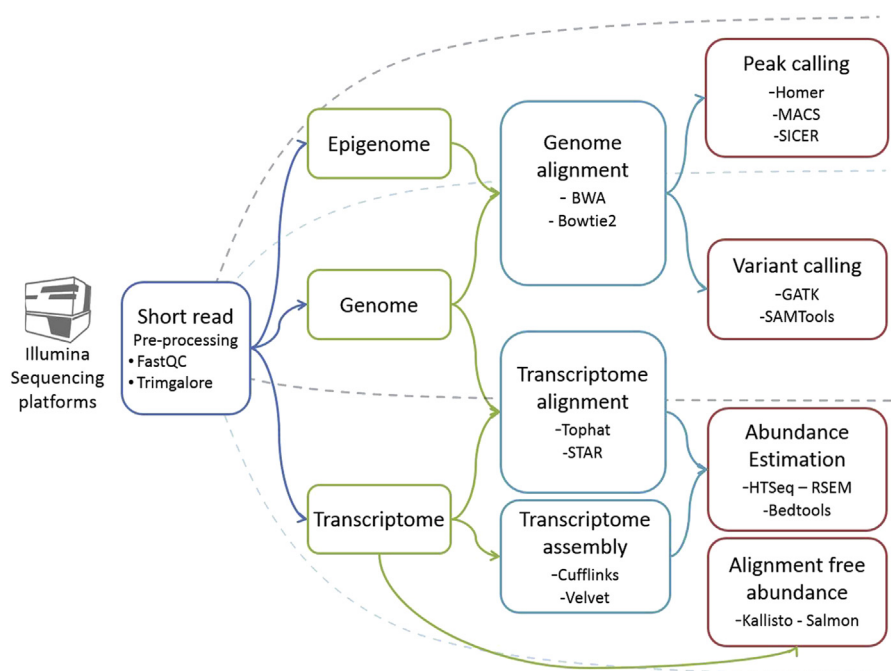 Illumina
Sequencing
platforms
Short read
Pre-processing
• FastQC
• Trimgalore
Epigenome
Genome
Transcriptome
Genome
alignment
- BWA
- Bowtie2
Transcriptome
alignment
-Tophat
-STAR
Transcriptome
assembly
-Cufflinks
-Velvet
Peak calling
-Homer
-MACS
-SICER
Variant calling
-GATK
-SAMTools
Abundance
Estimation
-HTSeq – RSEM
-Bedtools
Alignment free
abundance
-Kallisto - Salmon